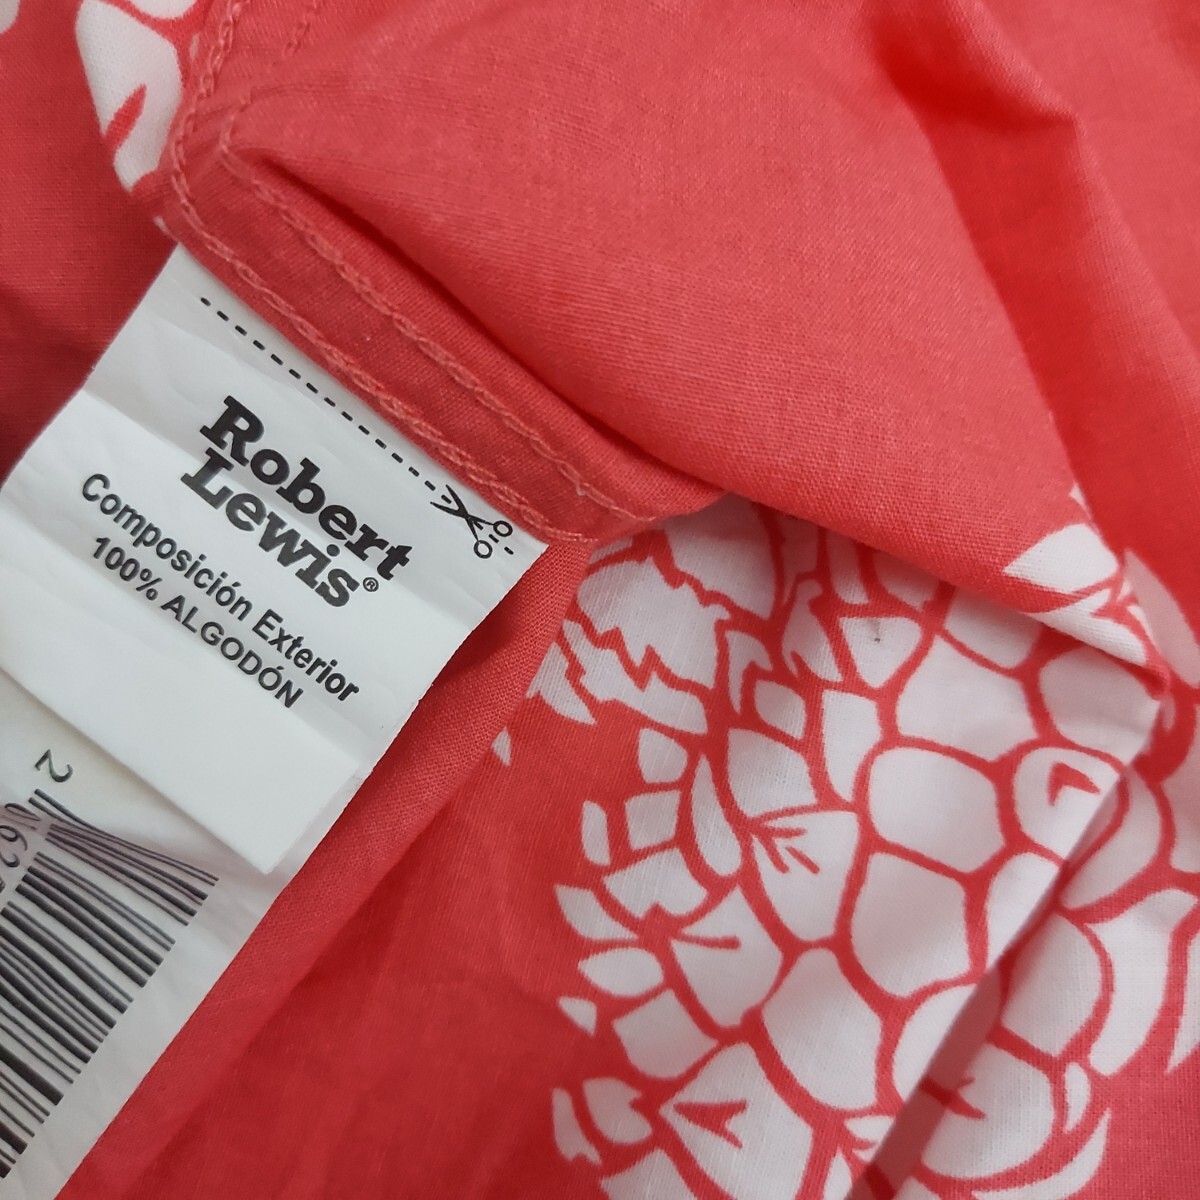 Robert
Lewis®
Composición Exterior
100% ALGODÓN
2